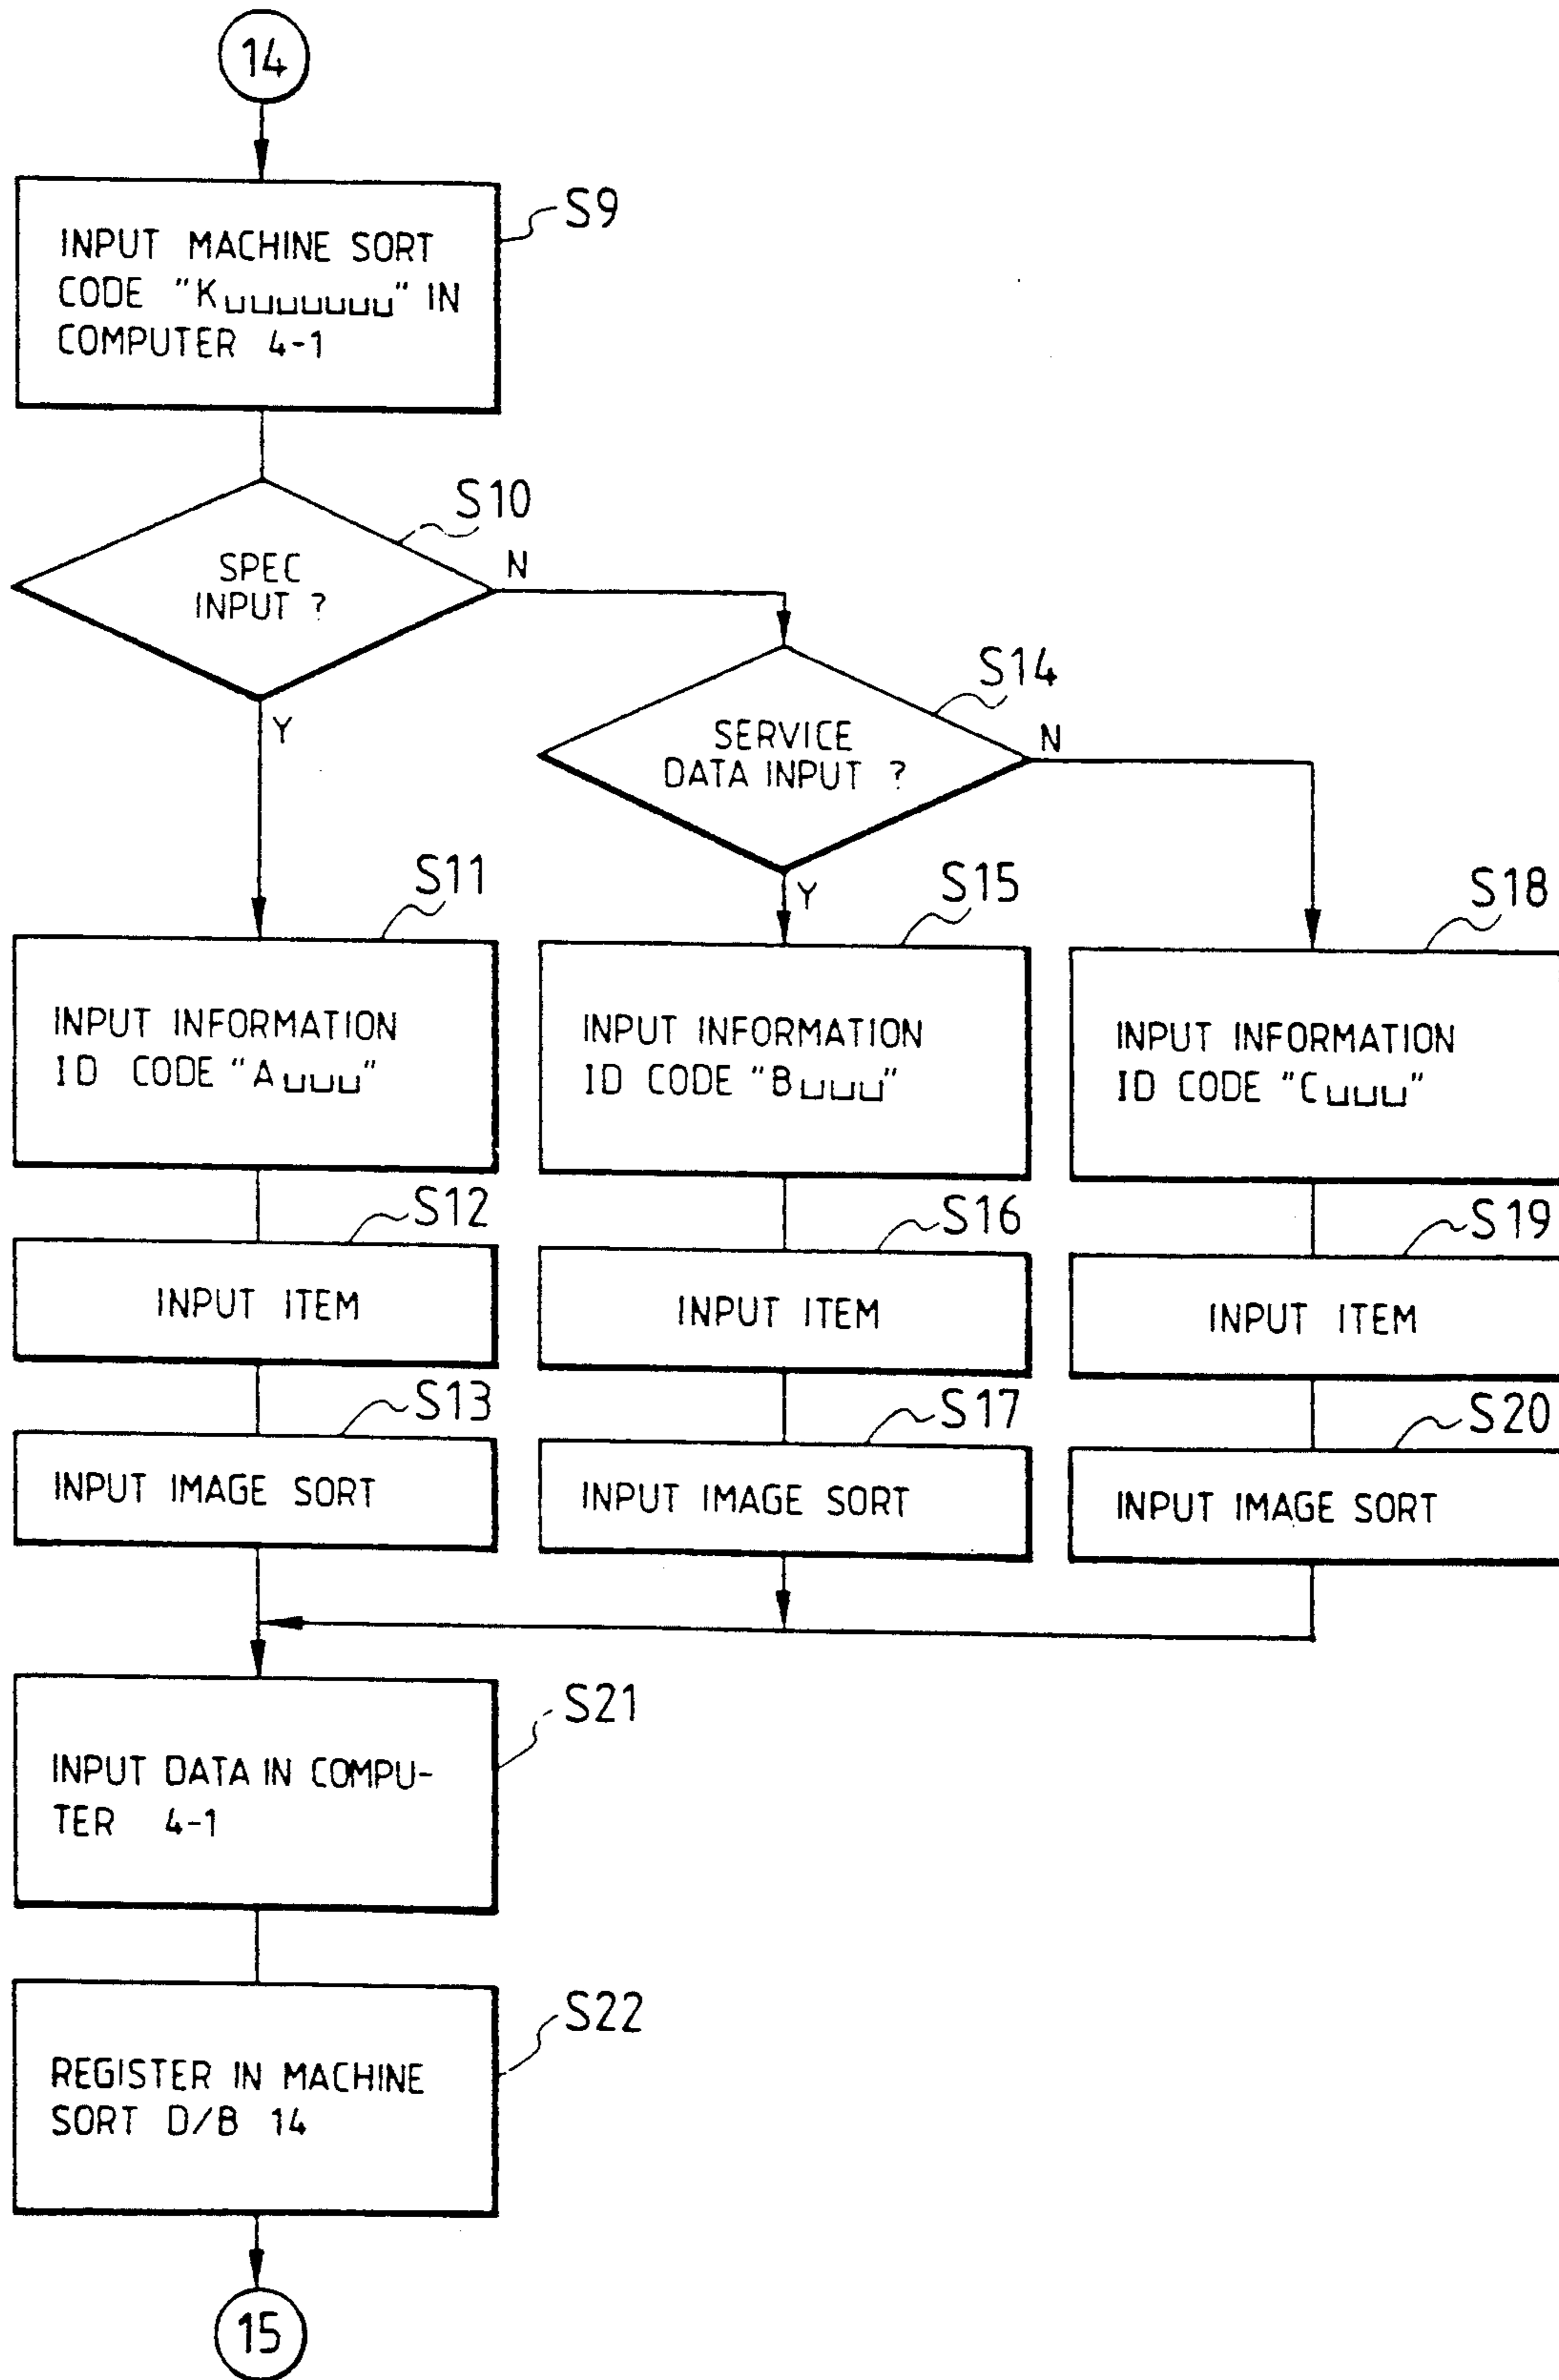 14
S9
INPUT MACHINE SORT
CODE "K␣␣␣␣␣␣␣" IN
COMPUTER 4-1
S10
SPEC
INPUT ?
N
Y
S14
SERVICE
DATA INPUT ?
N
Y
S11
INPUT INFORMATION
ID CODE "A␣␣␣"
S15
INPUT INFORMATION
ID CODE "B␣␣␣"
S18
INPUT INFORMATION
ID CODE "C␣␣␣"
S12
INPUT ITEM
S16
INPUT ITEM
S19
INPUT ITEM
S13
INPUT IMAGE SORT
S17
INPUT IMAGE SORT
S20
INPUT IMAGE SORT
S21
INPUT DATA IN COMPU-
TER 4-1
S22
REGISTER IN MACHINE
SORT D/B 14
15